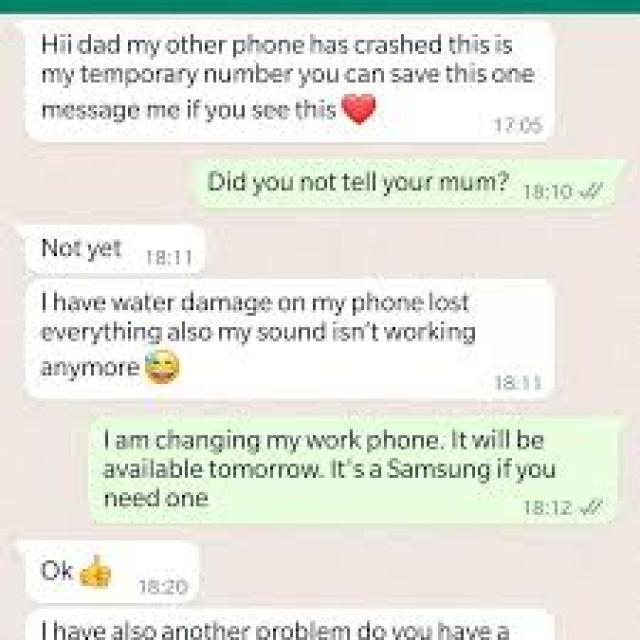 Hii dad my other phone has crashed this is
my temporary number you can save this one
message me if you see this ❤️
17:05
Did you not tell your mum? 18:10
Not yet 18:11
I have water damage on my phone lost
everything also my sound isn't working
anymore 😅
18:11
I am changing my work phone. It will be
available tomorrow. It's a Samsung if you
need one
18:12
Ok 👍 18:20
I have also another problem do you have a